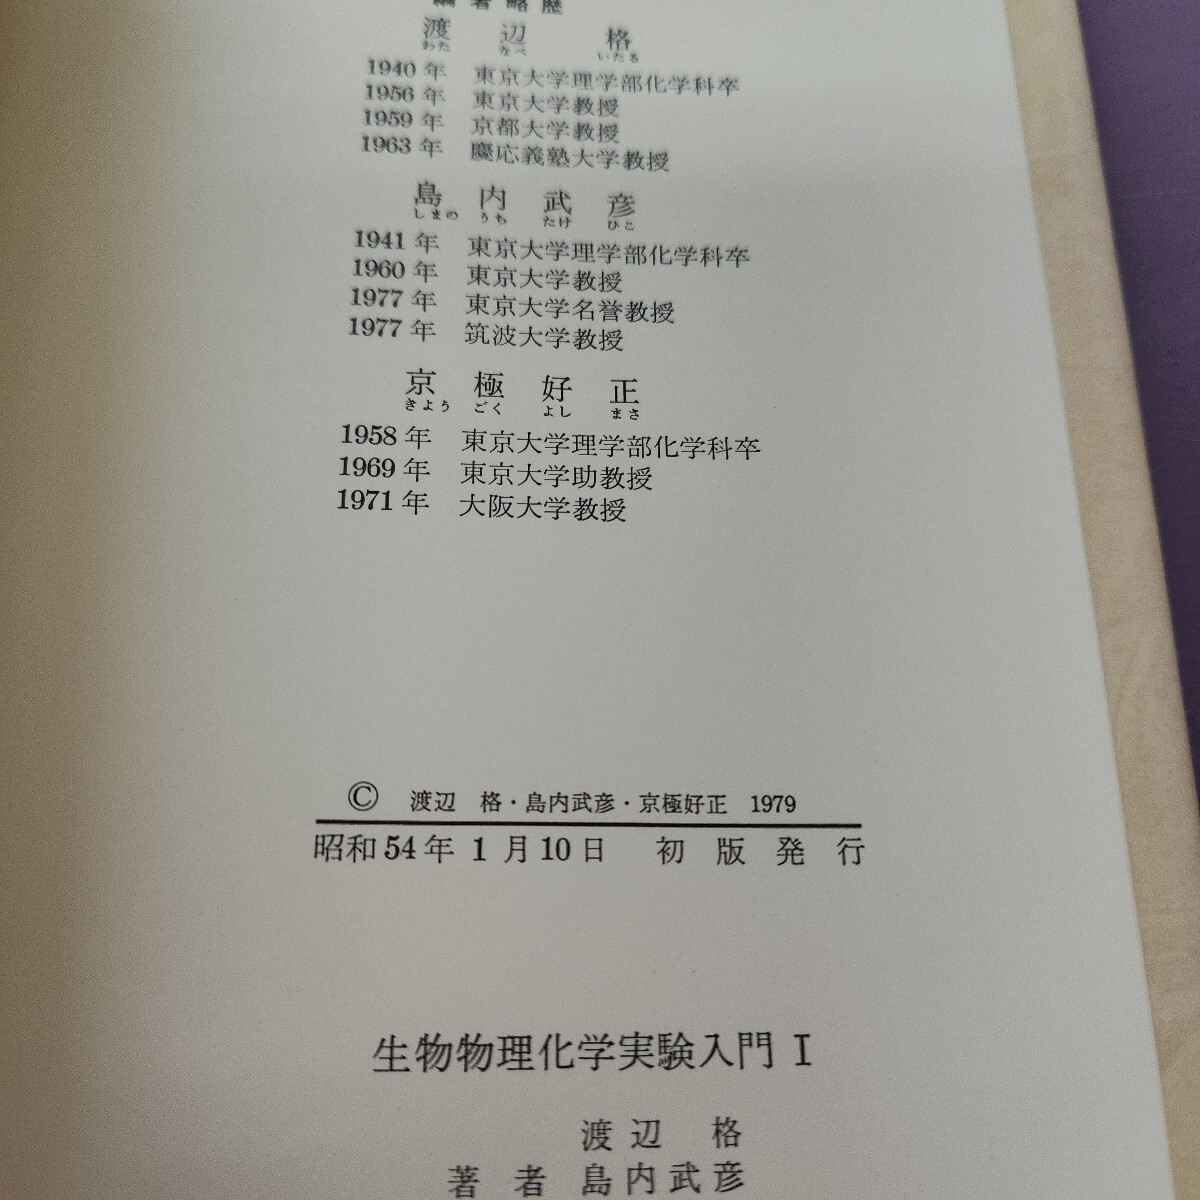 編著略歴
渡辺 格
わた なべ いたる
1940年 東京大学理学部化学科卒
1956年 東京大学教授
1959年 京都大学教授
1963年 慶応義塾大学教授
島内武彦
しまの うち たけ ひこ
1941年 東京大学理学部化学科卒
1960年 東京大学教授
1977年 東京大学名誉教授
1977年 筑波大学教授
京極好正
きょう ごく よし まさ
1958年 東京大学理学部化学科卒
1969年 東京大学助教授
1971年 大阪大学教授
© 渡辺 格・島内武彦・京極好正 1979
昭和54年1月10日 初版発行
生物物理化学実験入門 I
渡辺 格
著者 島内武彦